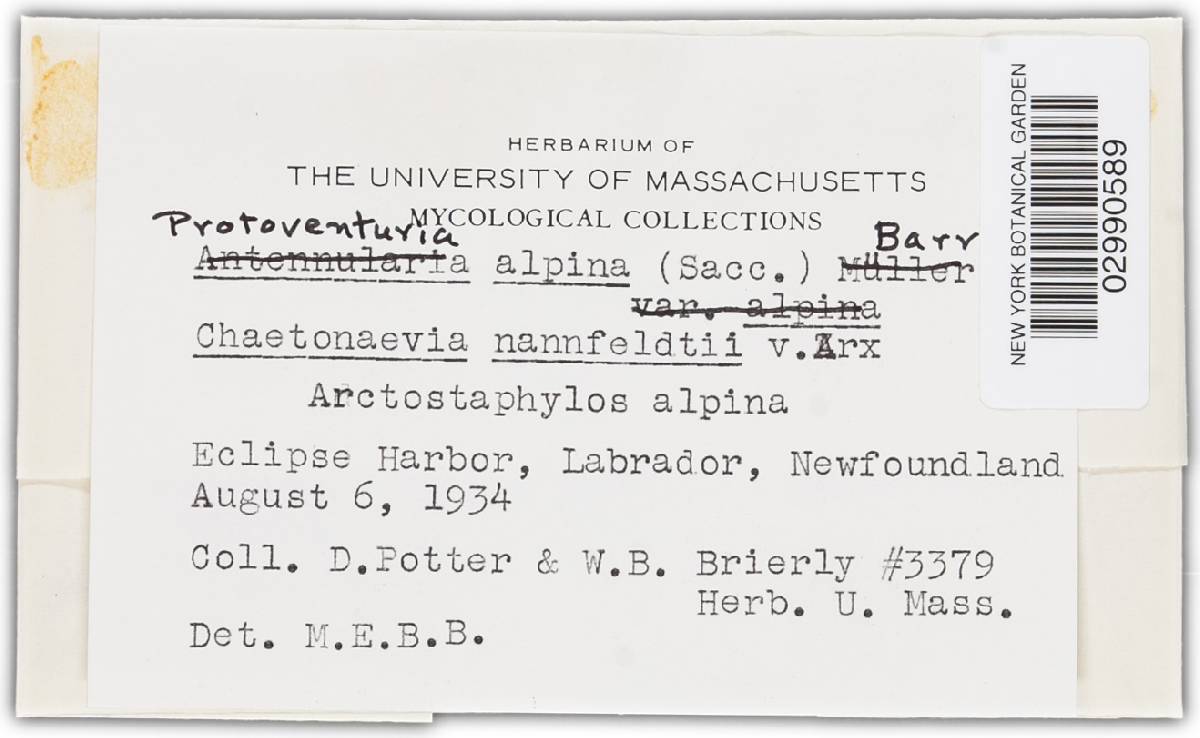 HERBARIUM OF
THE UNIVERSITY OF MASSACHUSETTS
MYCOLOGICAL COLLECTIONS
Protoventuria Barr
Antennularia alpina (Sacc.) Müller
var. alpina
Chaetonaevia nannfeldtii v.Arx
Arctostaphylos alpina
Eclipse Harbor, Labrador, Newfoundland
August 6, 1934
Coll. D.Potter & W.B. Brierly #3379
Herb. U. Mass.
Det. M.E.B.B.
NEW YORK BOTANICAL GARDEN
02990589